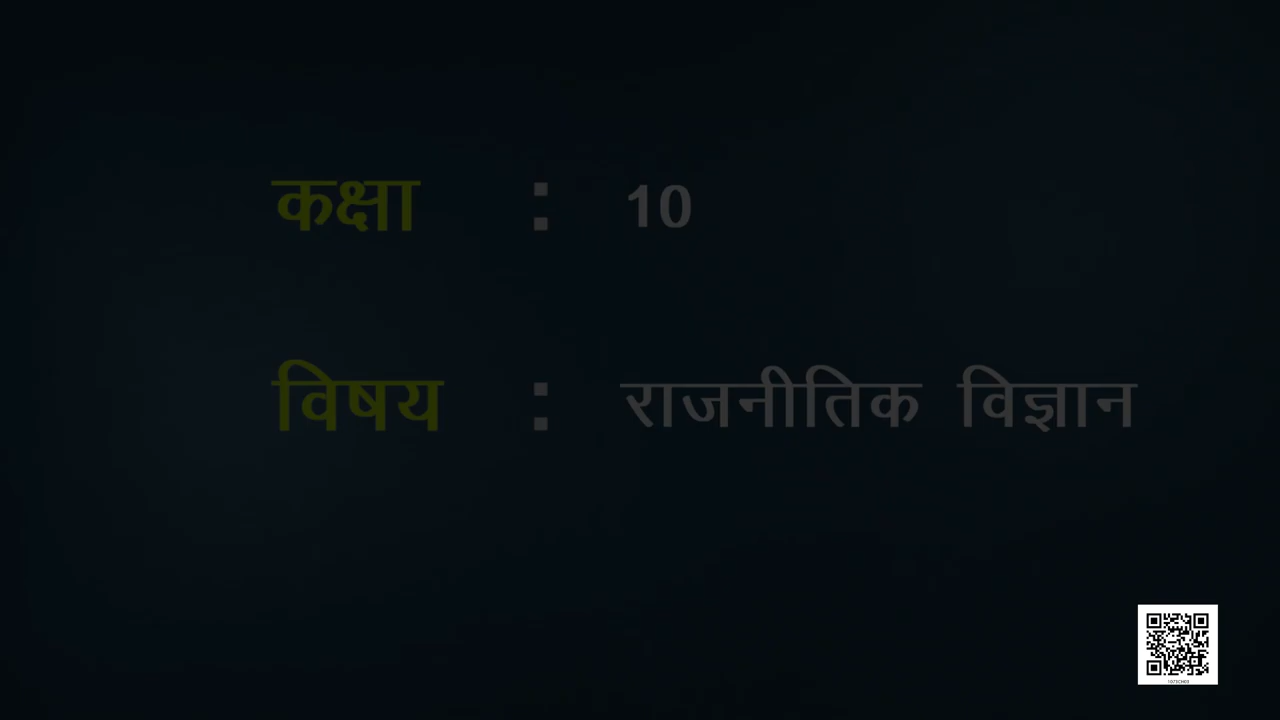 कक्षा : 10
विषय : राजनीतिक विज्ञान